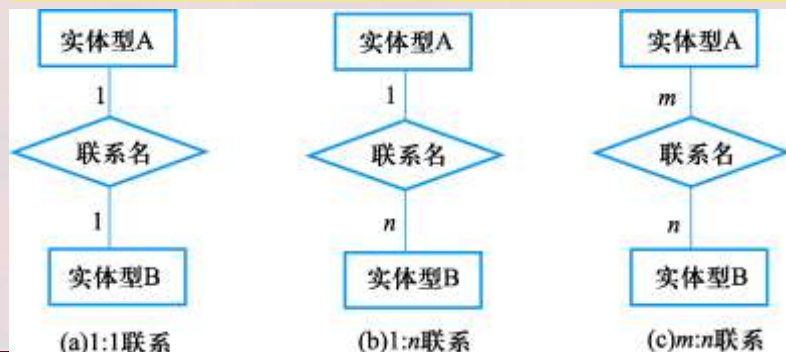 实体型A 实体型A 实体型A
1 1 m
联系名 联系名 联系名
1 n n
实体型B 实体型B 实体型B
(a)1:1联系 (b)1:n联系 (c)m:n联系